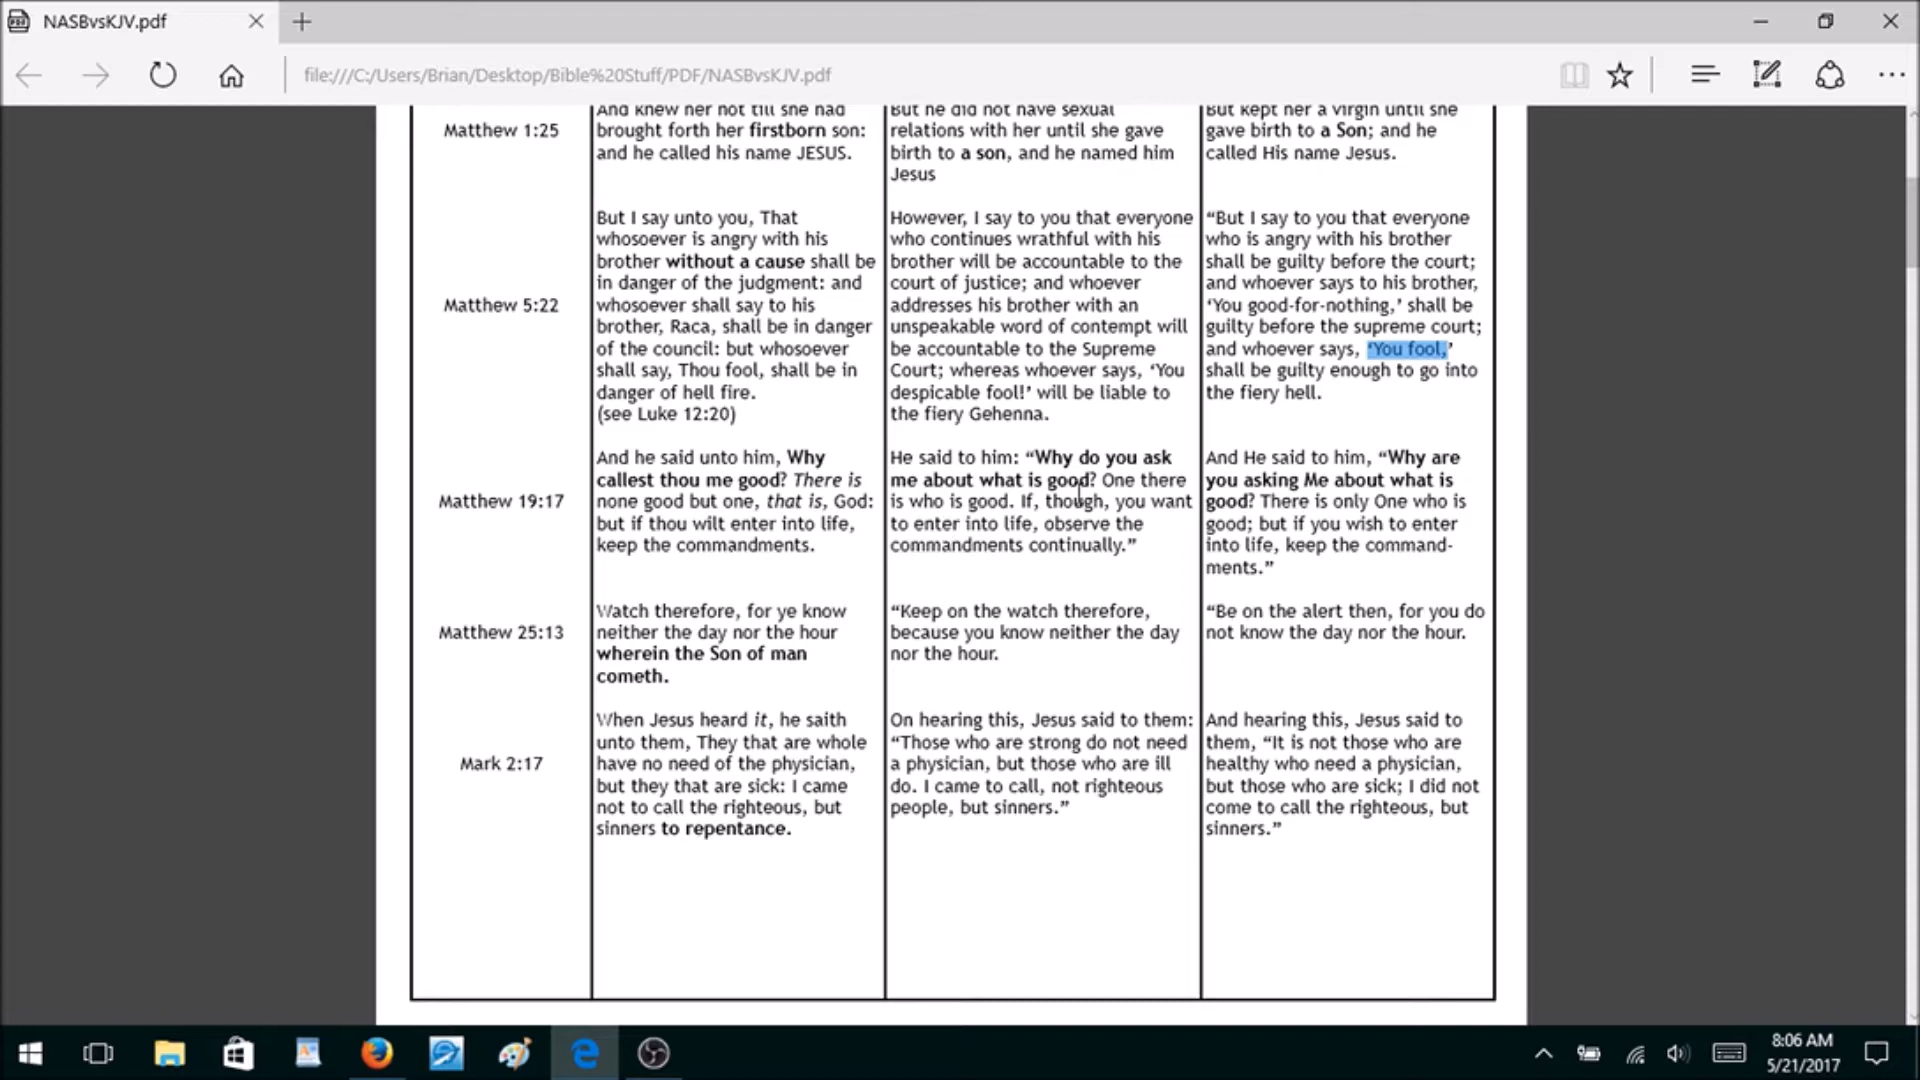 NASBvsKJV.pdf
file:///C:/Users/Brian/Desktop/Bible%20Stuff/PDF/NASBvsKJV.pdf
Matthew 1:25
And knew her not till she had
brought forth her firstborn son:
and he called his name JESUS.
But he did not have sexual
relations with her until she gave
birth to a son, and he named him
Jesus
But kept her a virgin until she
gave birth to a Son; and he
called His name Jesus.
Matthew 5:22
But I say unto you, That
whosoever is angry with his
brother without a cause shall be
in danger of the judgment: and
whosoever shall say to his
brother, Raca, shall be in danger
of the council: but whosoever
shall say, Thou fool, shall be in
danger of hell fire.
(see Luke 12:20)
However, I say to you that everyone
who continues wrathful with his
brother will be accountable to the
court of justice; and whoever
addresses his brother with an
unspeakable word of contempt will
be accountable to the Supreme
Court; whereas whoever says, ‘You
despicable fool!’ will be liable to
the fiery Gehenna.
“But I say to you that everyone
who is angry with his brother
shall be guilty before the court;
and whoever says to his brother,
‘You good-for-nothing,’ shall be
guilty before the supreme court;
and whoever says, ‘You fool,’
shall be guilty enough to go into
the fiery hell.
Matthew 19:17
And he said unto him, Why
callest thou me good? There is
none good but one, that is, God:
but if thou wilt enter into life,
keep the commandments.
He said to him: “Why do you ask
me about what is good? One there
is who is good. If, though, you want
to enter into life, observe the
commandments continually.”
And He said to him, “Why are
you asking Me about what is
good? There is only One who is
good; but if you wish to enter
into life, keep the command-
ments.”
Matthew 25:13
Watch therefore, for ye know
neither the day nor the hour
wherein the Son of man
cometh.
“Keep on the watch therefore,
because you know neither the day
nor the hour.
“Be on the alert then, for you do
not know the day nor the hour.
Mark 2:17
When Jesus heard it, he saith
unto them, They that are whole
have no need of the physician,
but they that are sick: I came
not to call the righteous, but
sinners to repentance.
On hearing this, Jesus said to them:
“Those who are strong do not need
a physician, but those who are ill
do. I came to call, not righteous
people, but sinners.”
And hearing this, Jesus said to
them, “It is not those who are
healthy who need a physician,
but those who are sick; I did not
come to call the righteous, but
sinners.”
8:06 AM
5/21/2017